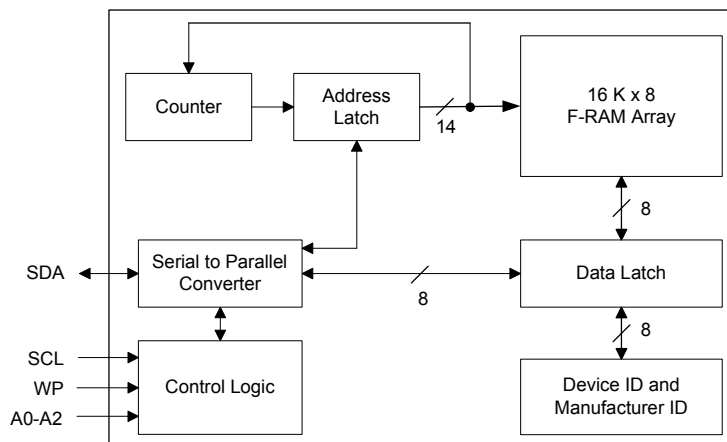 Counter
Address
Latch
14
16 K x 8
F-RAM Array
8
SDA
Serial to Parallel
Converter
8
Data Latch
8
SCL
WP
A0-A2
Control Logic
Device ID and
Manufacturer ID